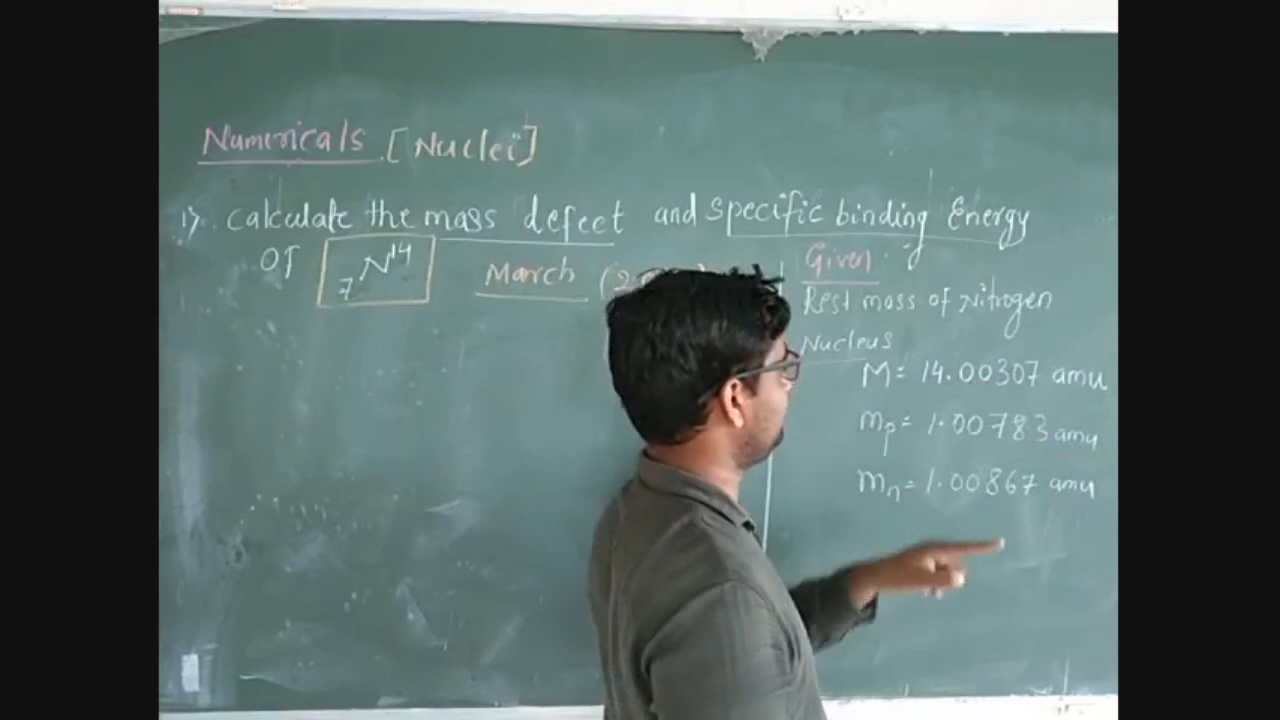 Numericals. [Nuclei]
1). Calculate the mass defect and specific binding Energy
of ₇N¹⁴ March
Given.
Rest mass of Nitrogen
Nucleus
M = 14.00307 amu
mp = 1.00783 amu
mn = 1.00867 amu